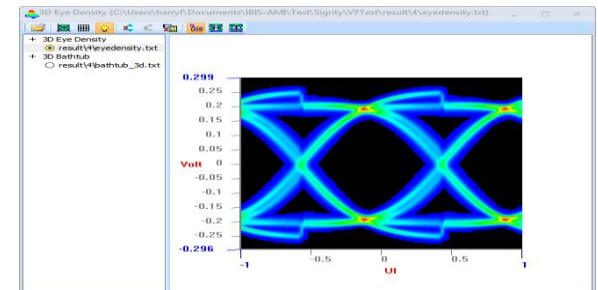 3D Eye Density (C:\Users\harryf\Documents\IBIS-AMI\Test\Sigrity\V7Test\result\4\eyedensity.txt)
+ 3D Eye Density
result\4\eyedensity.txt
+ 3D Bathtub
result\4\bathtub_3d.txt
0.299
0.25
0.2
0.15
0.1
0.05
Volt 0
-0.05
-0.1
-0.15
-0.2
-0.25
-0.296
-1 -0.5 0 0.5 1
UI